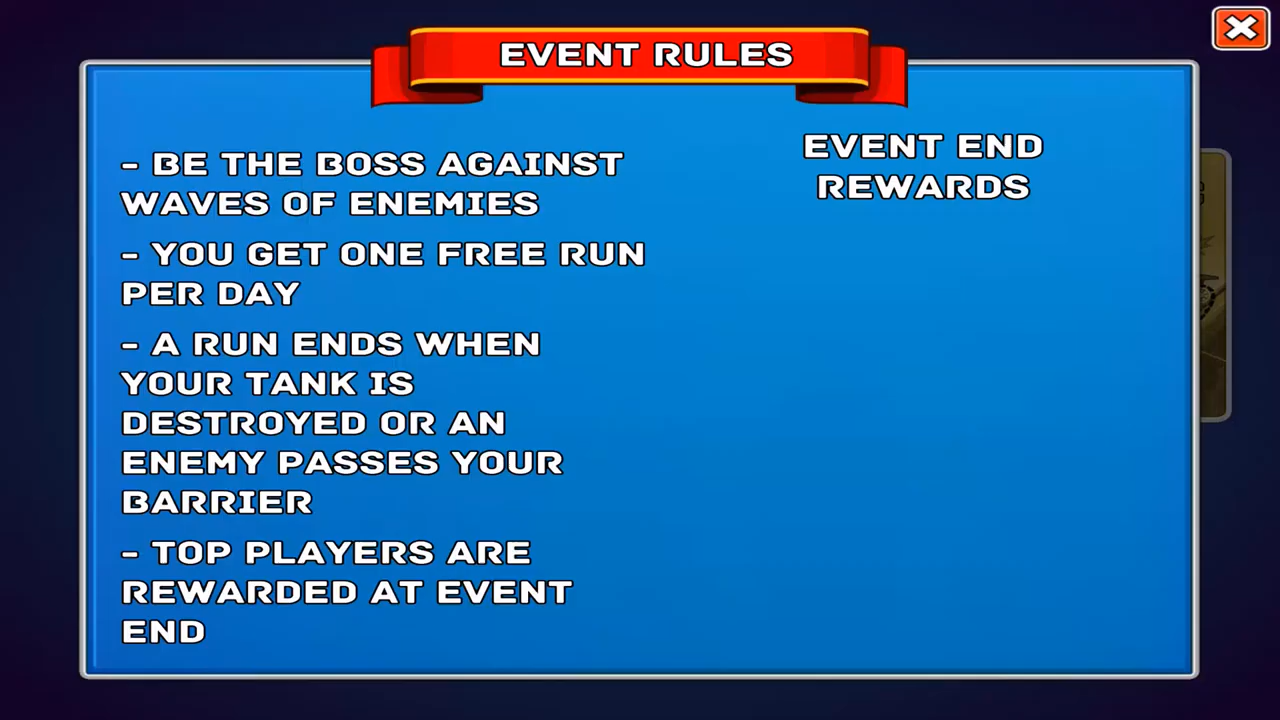 EVENT RULES
- BE THE BOSS AGAINST
WAVES OF ENEMIES
- YOU GET ONE FREE RUN
PER DAY
- A RUN ENDS WHEN
YOUR TANK IS
DESTROYED OR AN
ENEMY PASSES YOUR
BARRIER
- TOP PLAYERS ARE
REWARDED AT EVENT
END
EVENT END
REWARDS